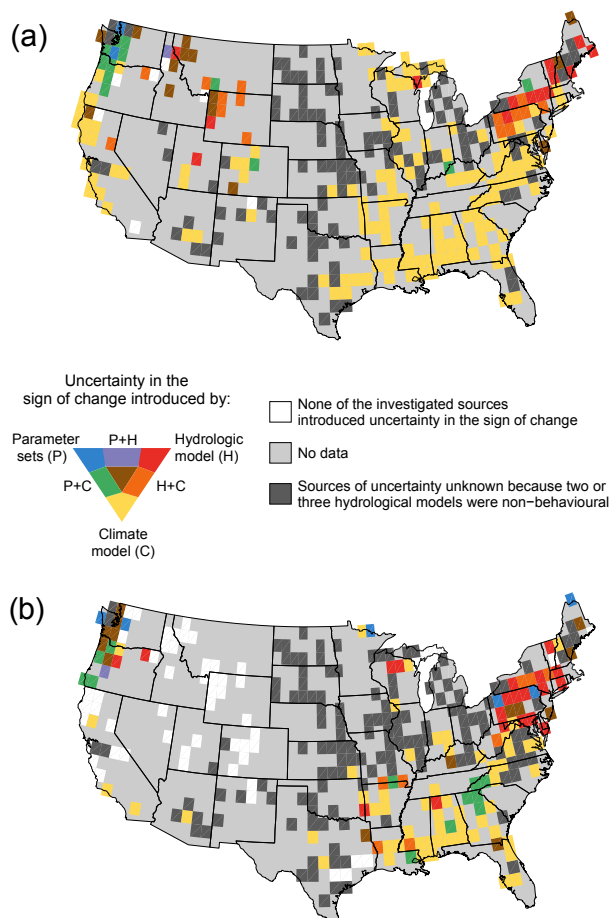 (a)
Uncertainty in the
sign of change introduced by:
Parameter
sets (P)
P+H
Hydrologic
model (H)
P+C
H+C
Climate
model (C)
None of the investigated sources
introduced uncertainty in the sign of change
No data
Sources of uncertainty unknown because two or
three hydrological models were non-behavioural
(b)